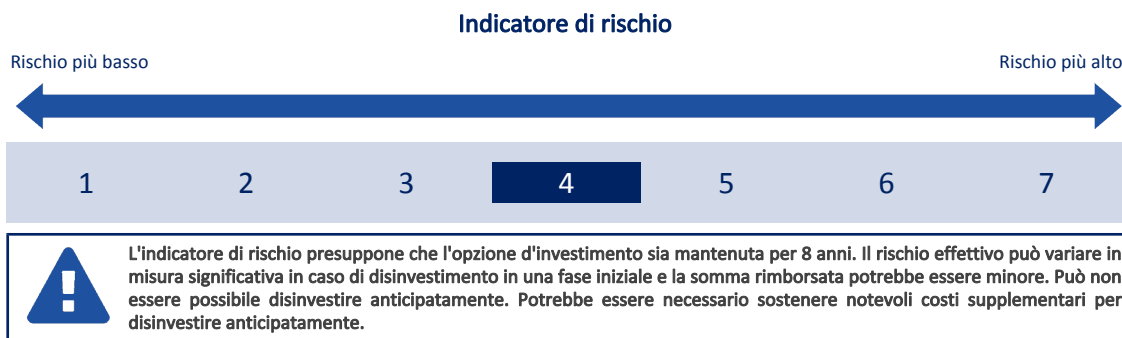 Indicatore di rischio
Rischio più basso
Rischio più alto
1 2 3 4 5 6 7
L'indicatore di rischio presuppone che l'opzione d'investimento sia mantenuta per 8 anni. Il rischio effettivo può variare in
misura significativa in caso di disinvestimento in una fase iniziale e la somma rimborsata potrebbe essere minore. Può non
essere possibile disinvestire anticipatamente. Potrebbe essere necessario sostenere notevoli costi supplementari per
disinvestire anticipatamente.